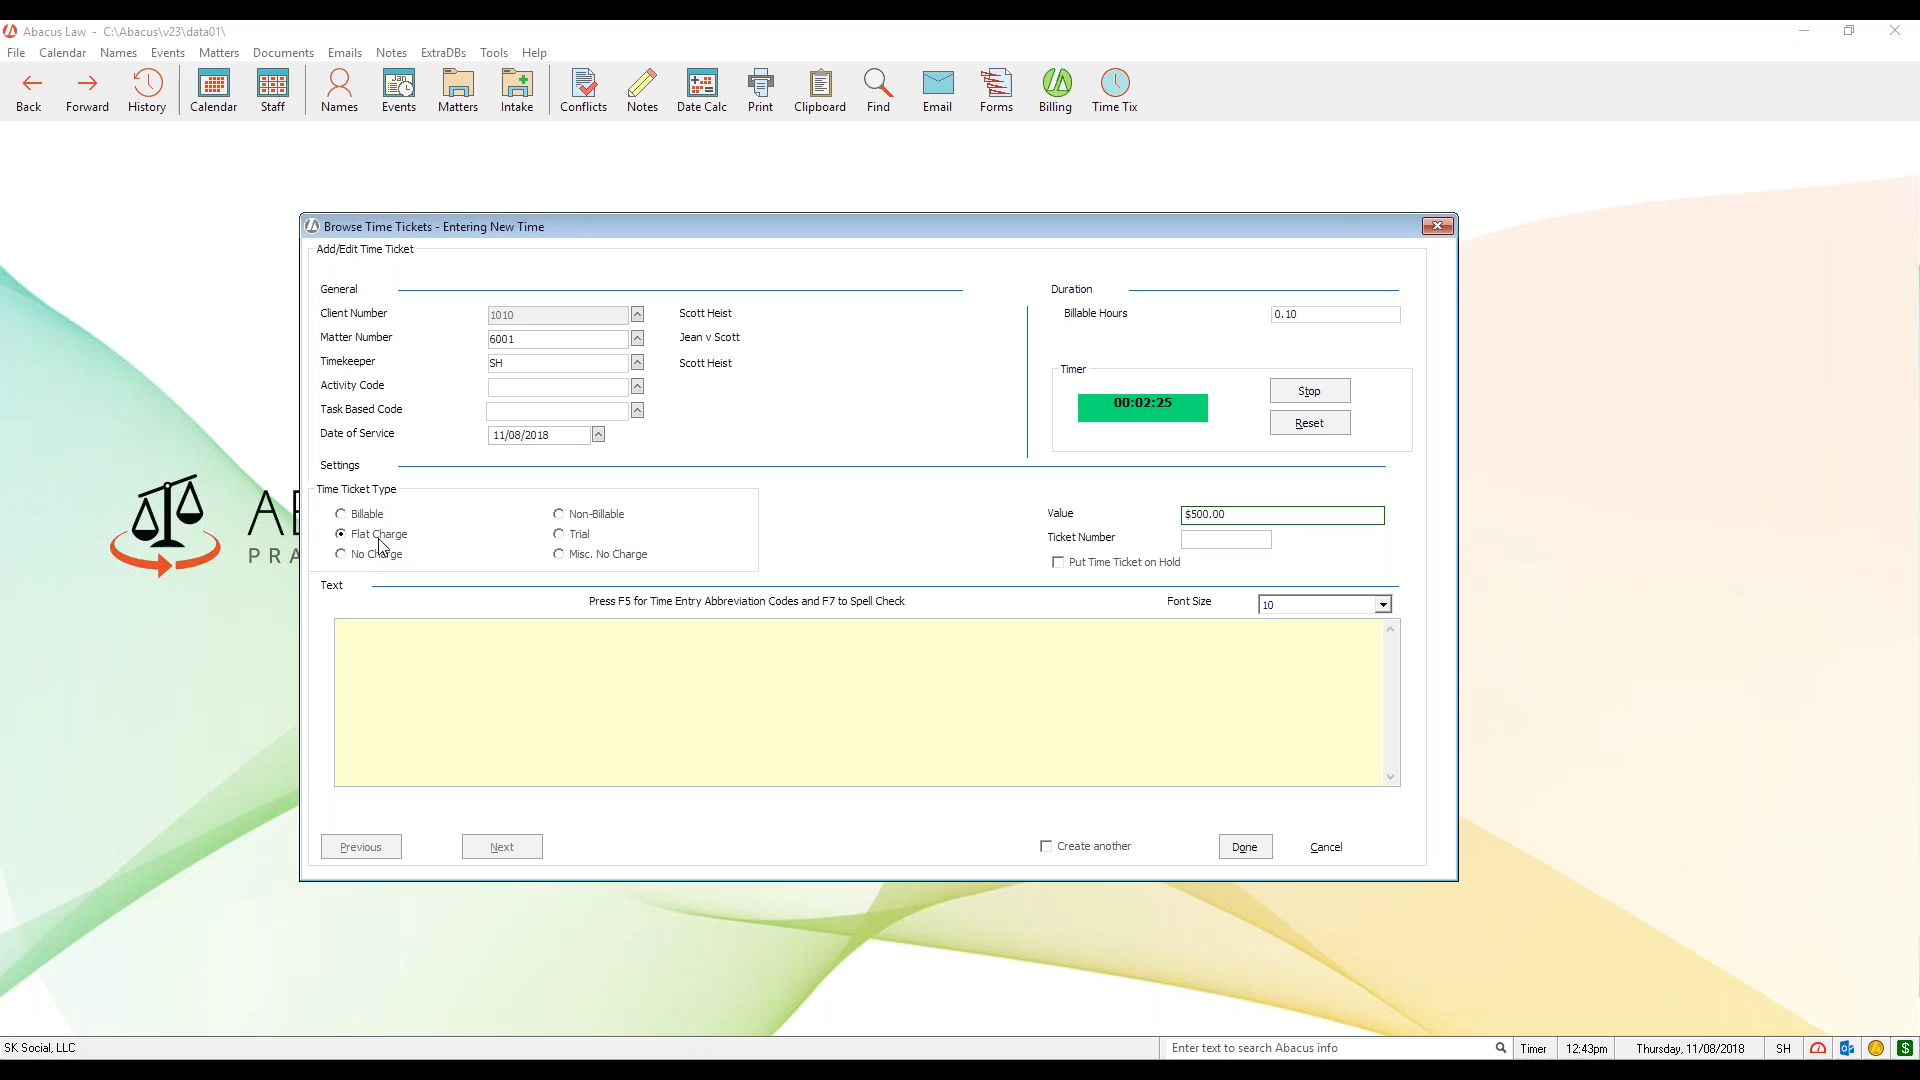 Abacus Law - C:\Abacus\v23\data01\
File Calendar Names Events Matters Documents Emails Notes ExtraDBs Tools Help
Back Forward History Calendar Staff Names Events Matters Intake Conflicts Notes Date Calc Print Clipboard Find Email Forms Billing Time Tix
Browse Time Tickets - Entering New Time
Add/Edit Time Ticket
General Duration
Client Number 1010 Scott Heist Billable Hours 0.10
Matter Number 6001 Jean v Scott
Timekeeper SH Scott Heist
Timer
Activity Code Stop
00:02:25
Task Based Code
Reset
Date of Service 11/08/2018
Settings
Time Ticket Type
Billable Non-Billable Value $500.00
Flat Charge Trial Ticket Number
No Charge Misc. No Charge Put Time Ticket on Hold
Text
Press F5 for Time Entry Abbreviation Codes and F7 to Spell Check Font Size 10
Previous Next Create another Done Cancel
SK Social, LLC Enter text to search Abacus info Timer 12:43pm Thursday, 11/08/2018 SH